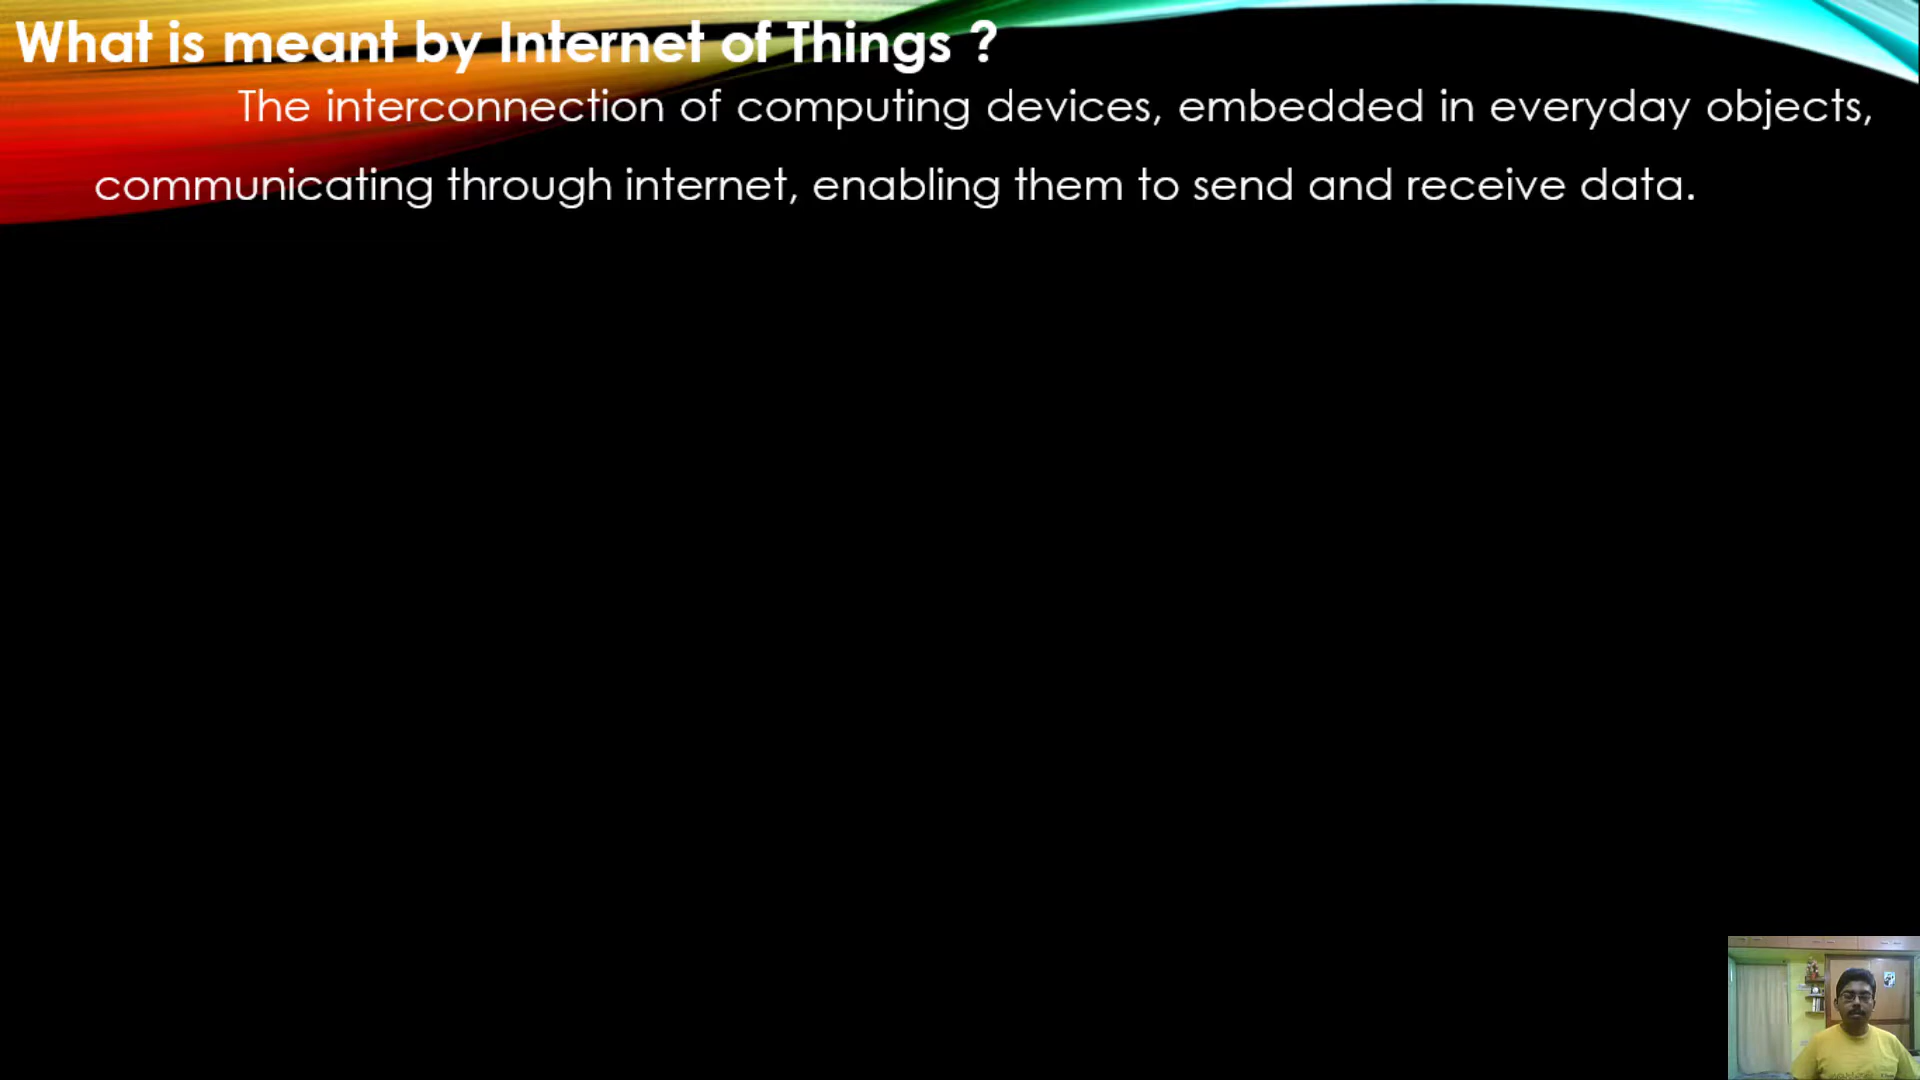 What is meant by Internet of Things ?
The interconnection of computing devices, embedded in everyday objects,
communicating through internet, enabling them to send and receive data.